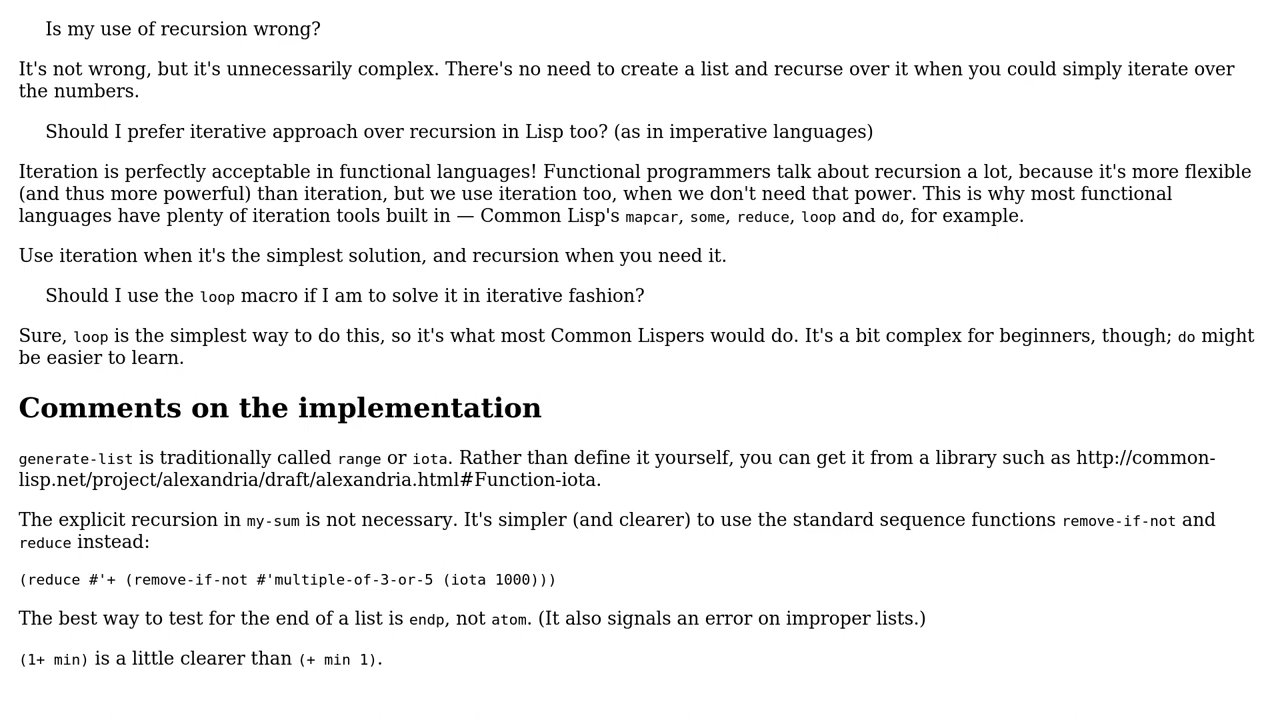 Is my use of recursion wrong?
It's not wrong, but it's unnecessarily complex. There's no need to create a list and recurse over it when you could simply iterate over
the numbers.
Should I prefer iterative approach over recursion in Lisp too? (as in imperative languages)
Iteration is perfectly acceptable in functional languages! Functional programmers talk about recursion a lot, because it's more flexible
(and thus more powerful) than iteration, but we use iteration too, when we don't need that power. This is why most functional
languages have plenty of iteration tools built in — Common Lisp's mapcar, some, reduce, loop and do, for example.
Use iteration when it's the simplest solution, and recursion when you need it.
Should I use the loop macro if I am to solve it in iterative fashion?
Sure, loop is the simplest way to do this, so it's what most Common Lispers would do. It's a bit complex for beginners, though; do might
be easier to learn.
Comments on the implementation
generate-list is traditionally called range or iota. Rather than define it yourself, you can get it from a library such as http://common-
lisp.net/project/alexandria/draft/alexandria.html#Function-iota.
The explicit recursion in my-sum is not necessary. It's simpler (and clearer) to use the standard sequence functions remove-if-not and
reduce instead:
(reduce #'+ (remove-if-not #'multiple-of-3-or-5 (iota 1000)))
The best way to test for the end of a list is endp, not atom. (It also signals an error on improper lists.)
(1+ min) is a little clearer than (+ min 1).